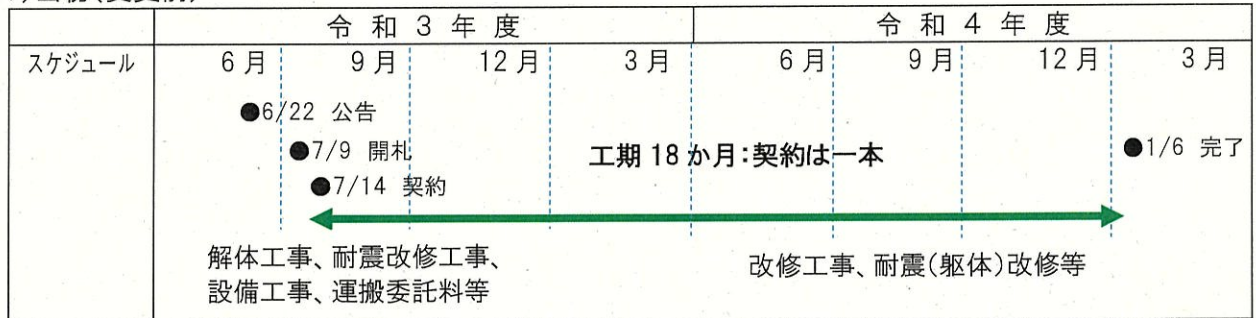 令和3年度 令和4年度
スケジュール 6月 9月 12月 3月 6月 9月 12月 3月
●6/22 公告
●7/9 開札 工期18か月:契約は一本 ●1/6 完了
●7/14 契約
解体工事、耐震改修工事、 改修工事、耐震(躯体)改修等
設備工事、運搬委託料等